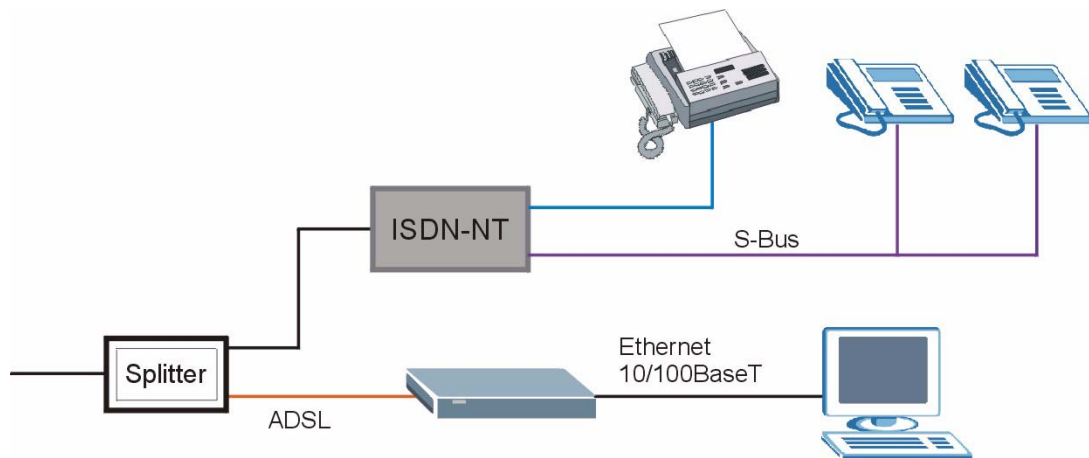 ISDN-NT
S-Bus
Splitter
ADSL
Ethernet
10/100BaseT